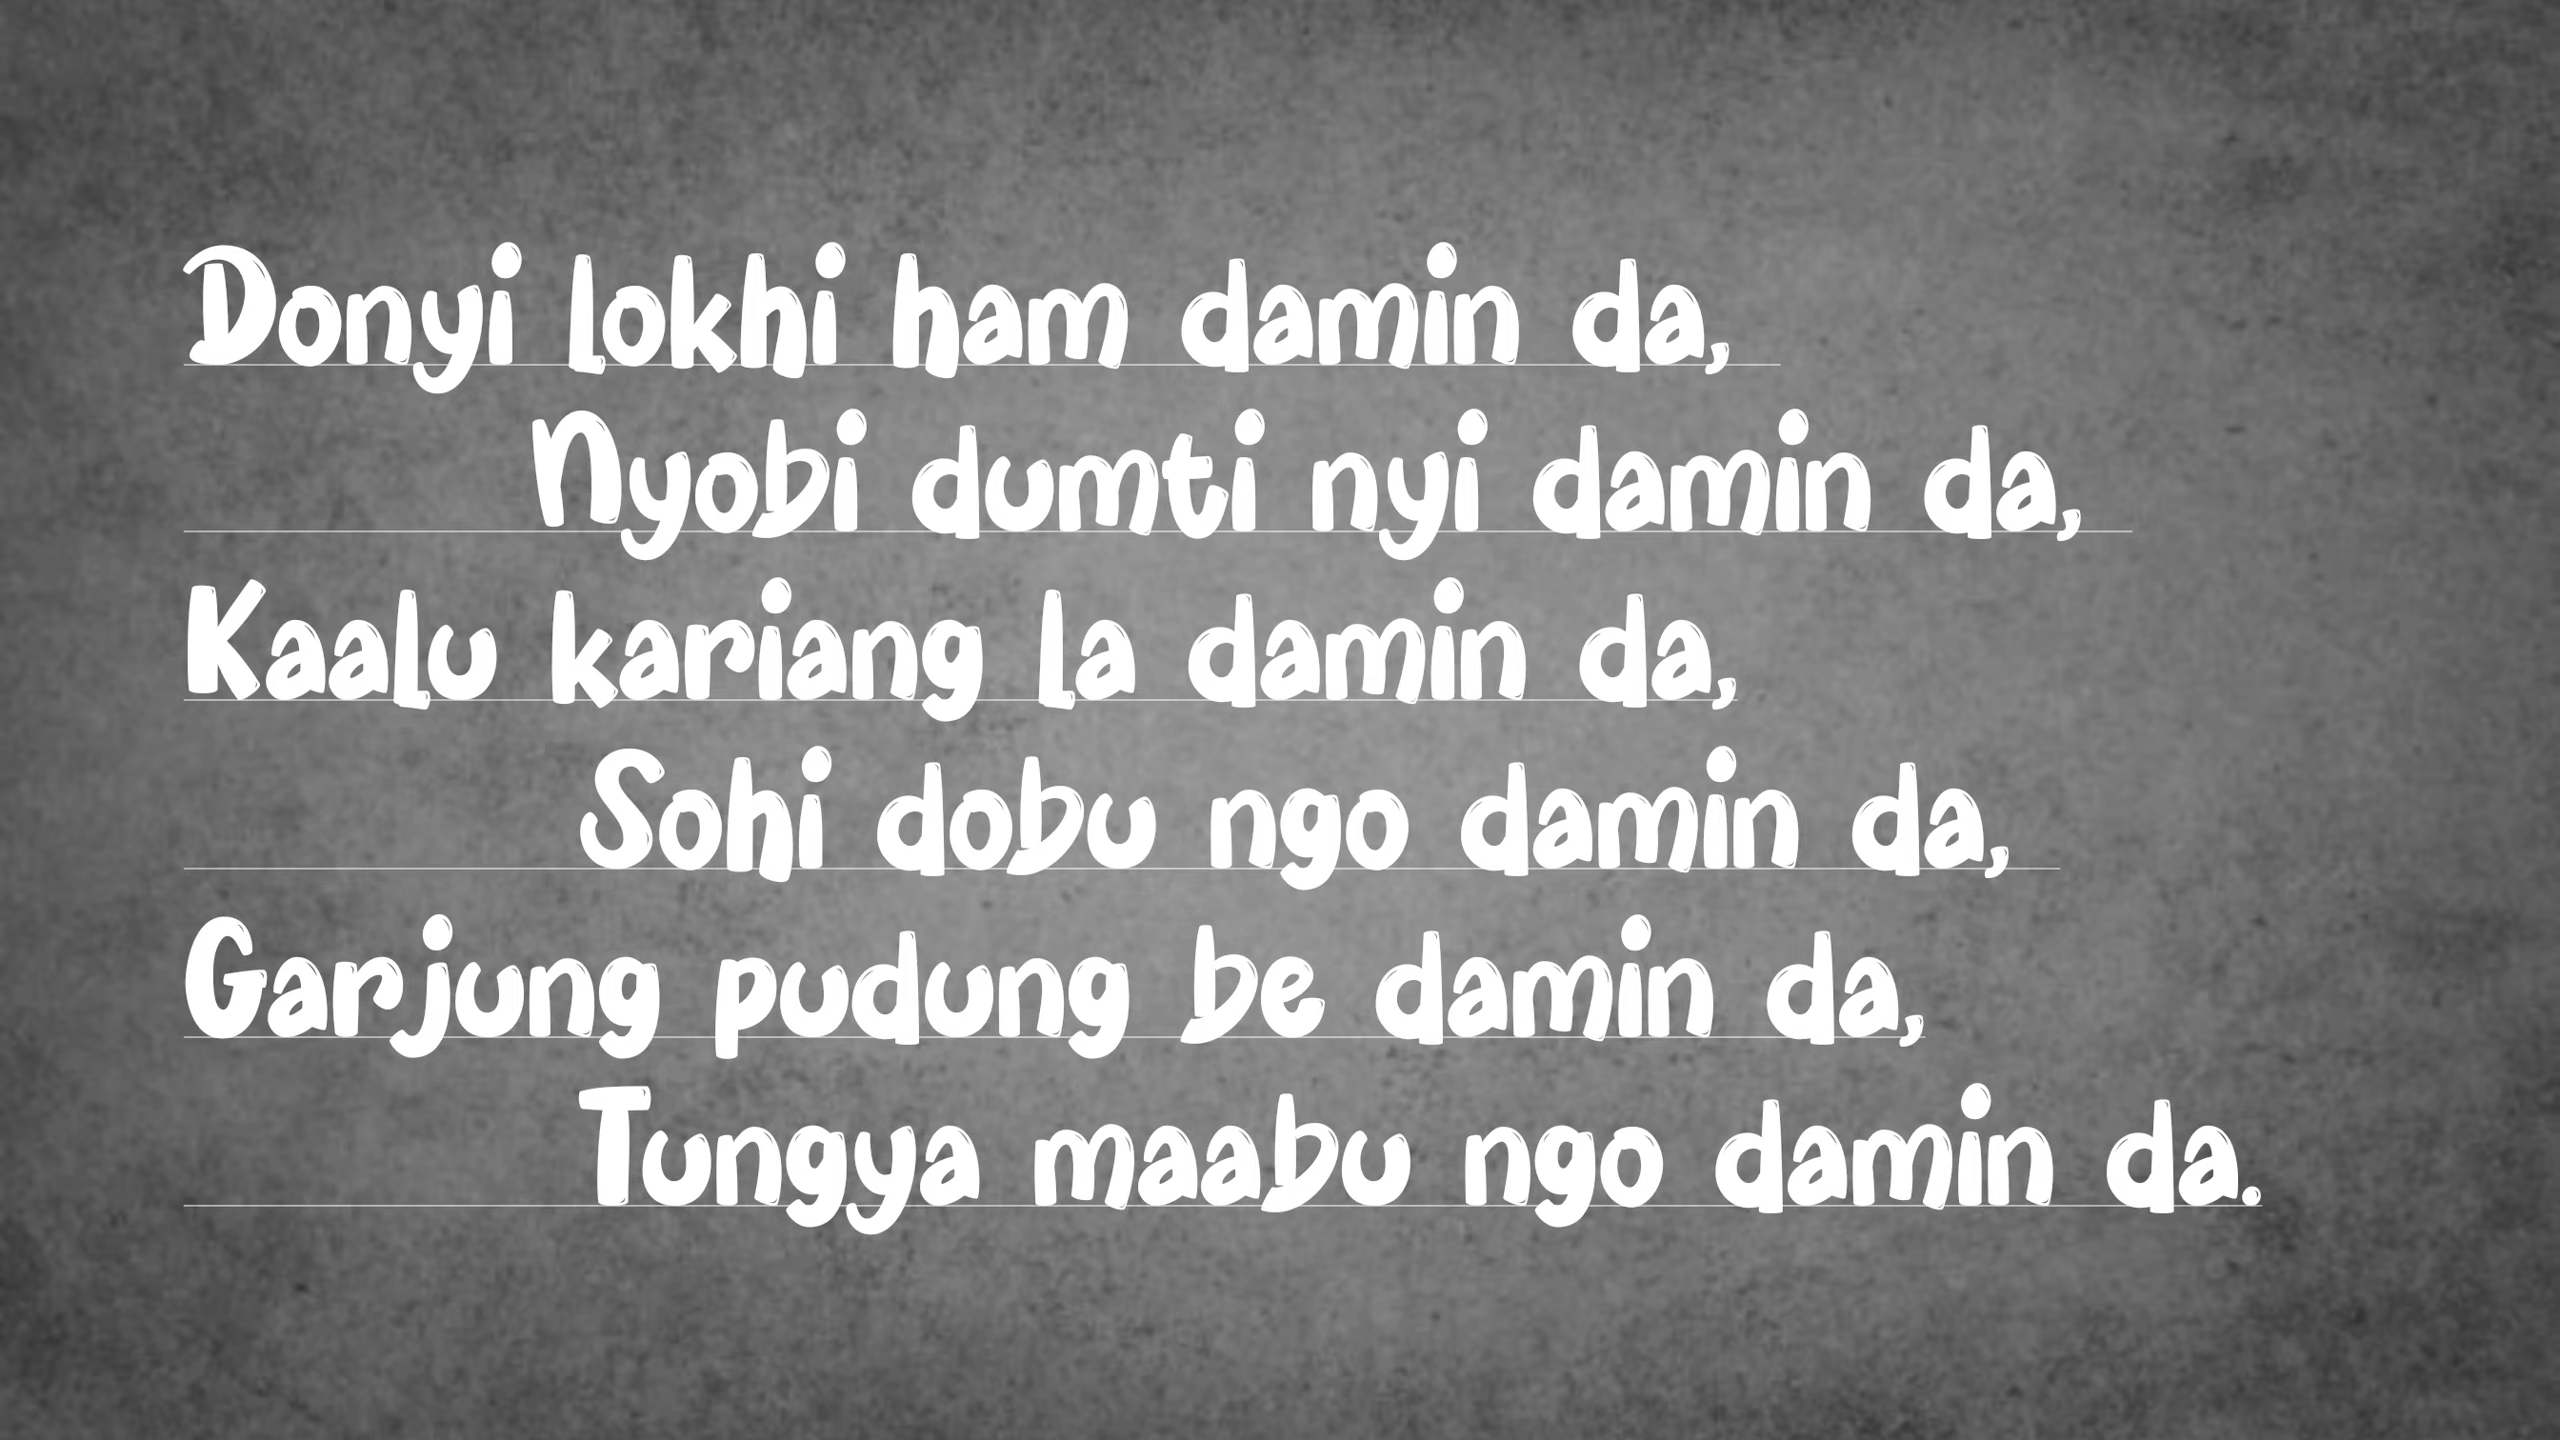 Donyi lokhi ham damin da,
Nyobi dumti nyi damin da,
Kaalu kariang la damin da,
Sohi dobu ngo damin da,
Garjung pudung be damin da,
Tungya maabu ngo damin da.